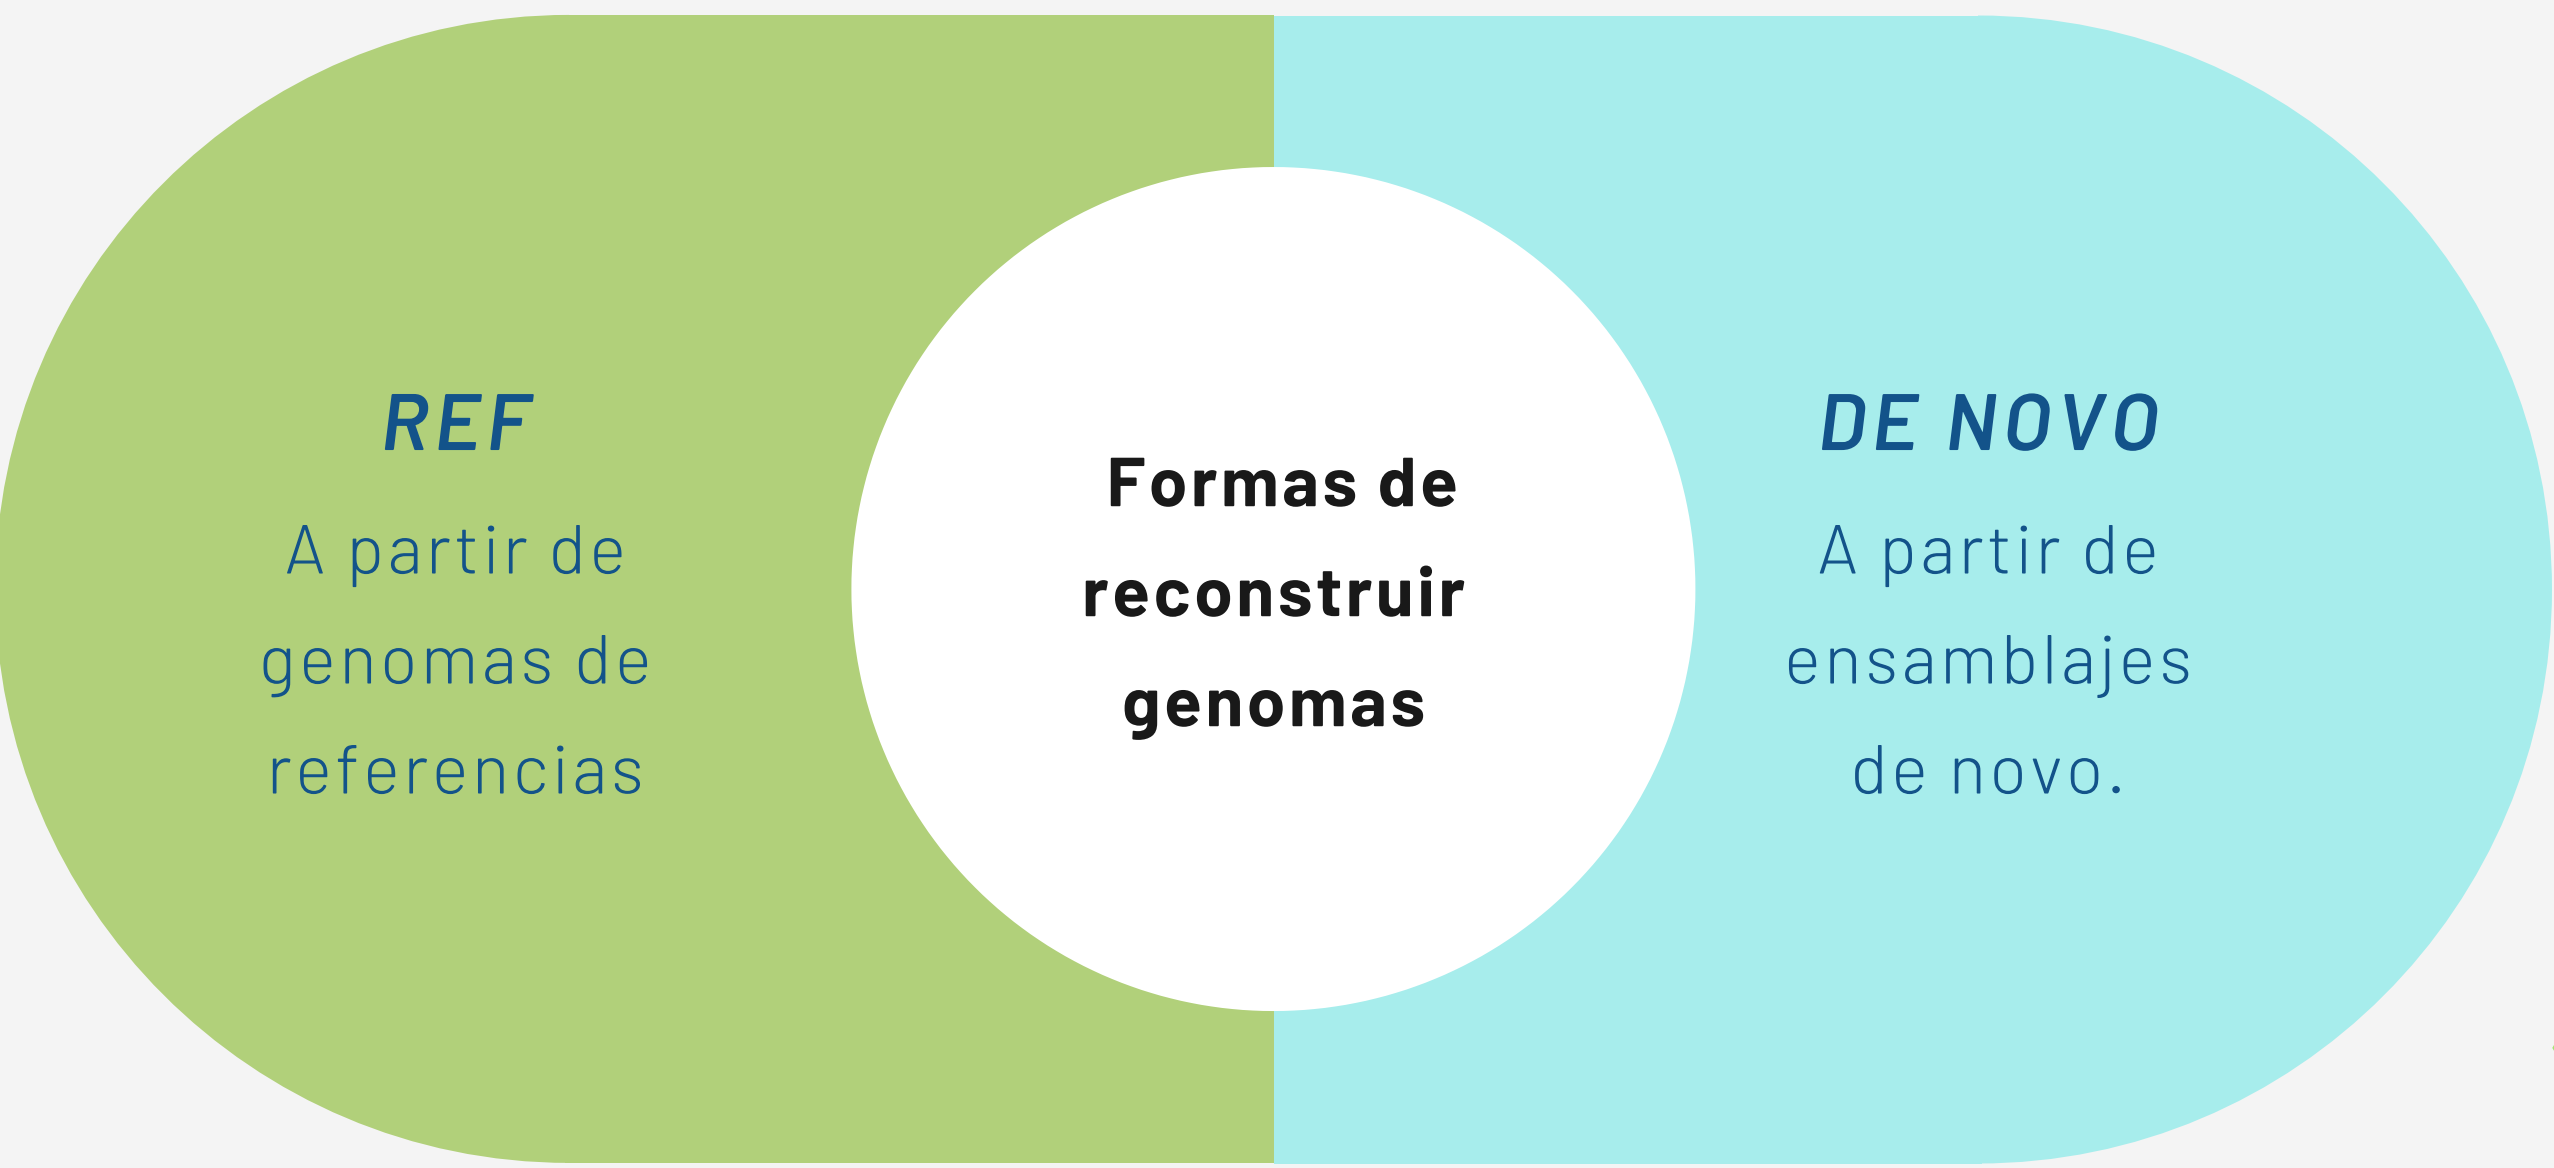 REF
A partir de
genomas de
referencias
Formas de
reconstruir
genomas
DE NOVO
A partir de
ensamblajes
de novo.